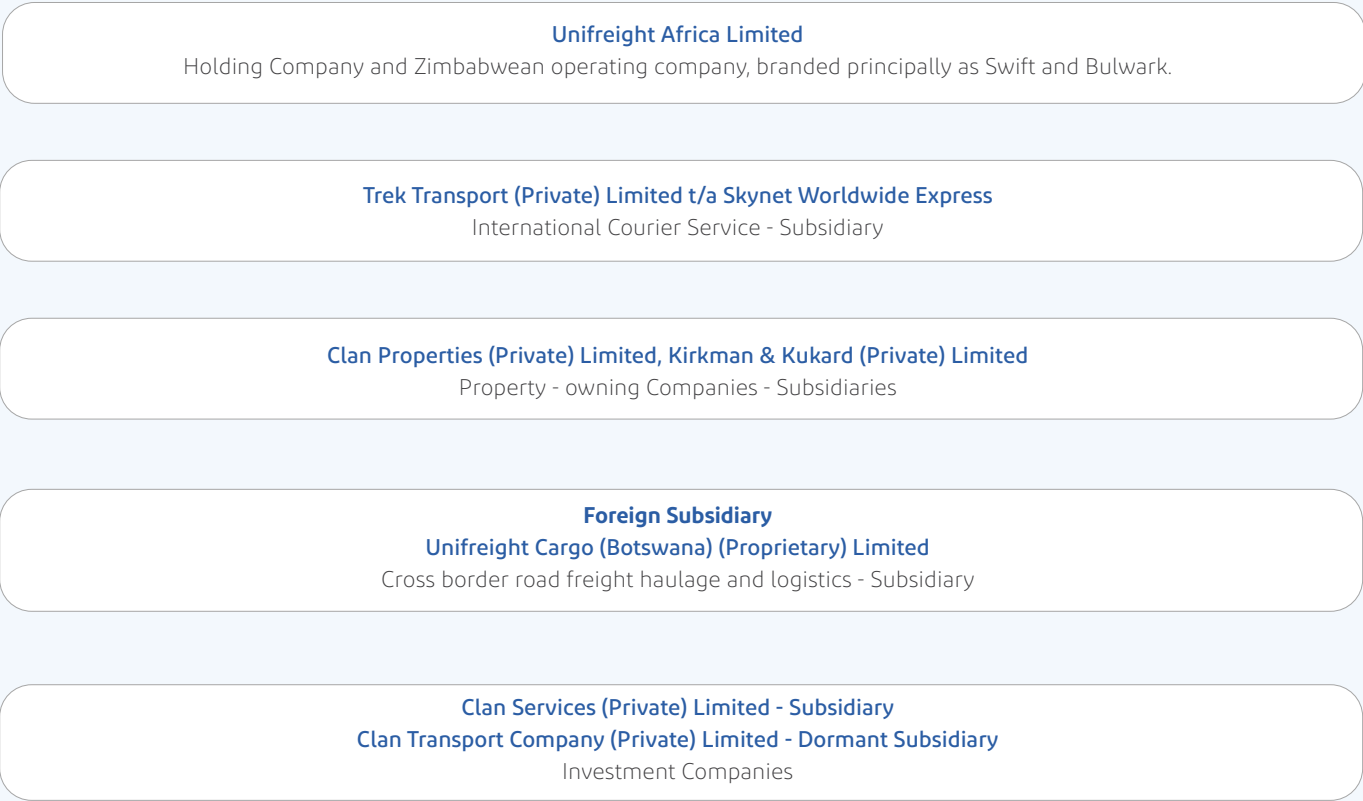 Unifreight Africa Limited
Holding Company and Zimbabwean operating company, branded principally as Swift and Bulwark.
Trek Transport (Private) Limited t/a Skynet Worldwide Express
International Courier Service - Subsidiary
Clan Properties (Private) Limited, Kirkman & Kukard (Private) Limited
Property - owning Companies - Subsidiaries
Foreign Subsidiary
Unifreight Cargo (Botswana) (Proprietary) Limited
Cross border road freight haulage and logistics - Subsidiary
Clan Services (Private) Limited - Subsidiary
Clan Transport Company (Private) Limited - Dormant Subsidiary
Investment Companies